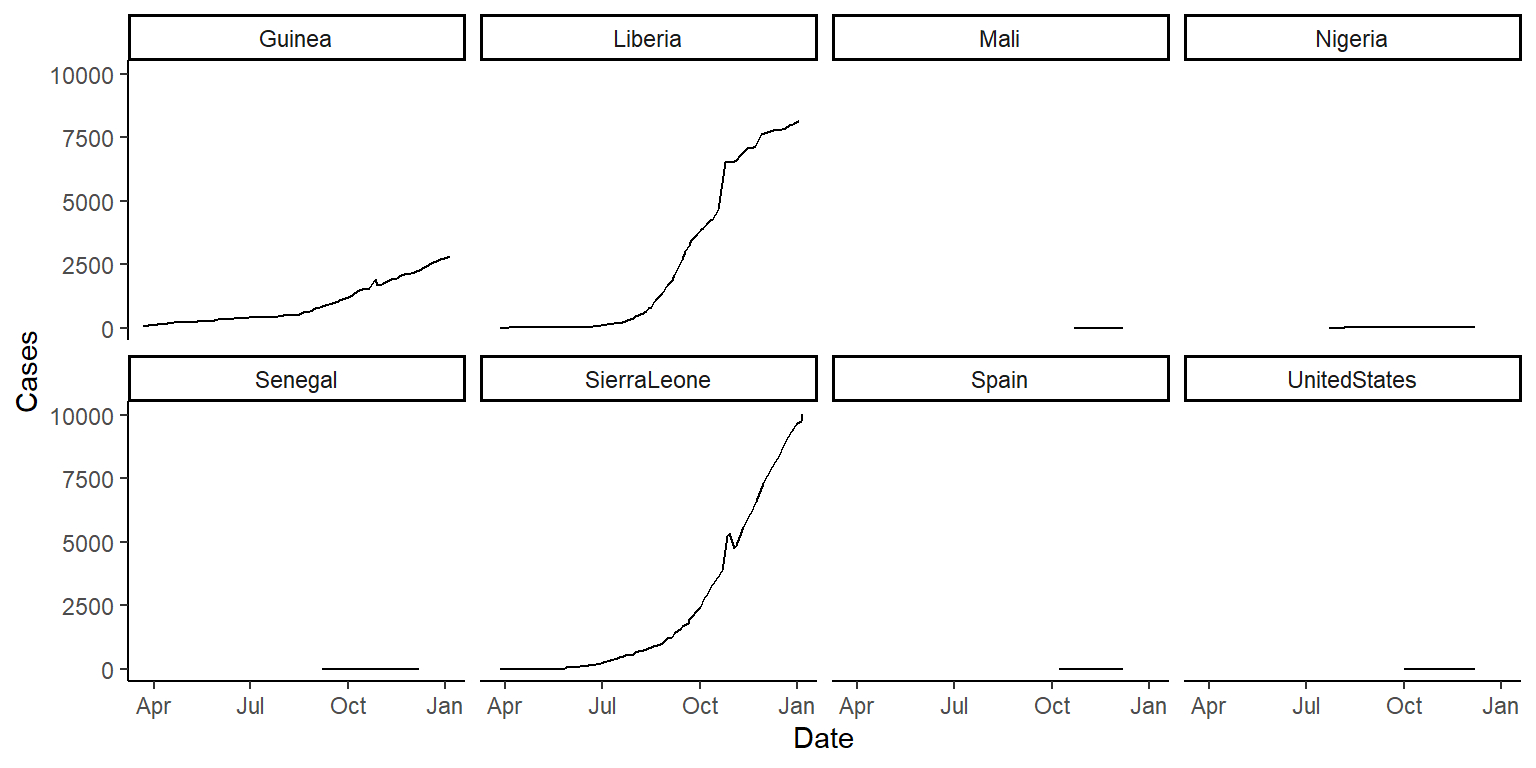 Guinea Liberia Mali Nigeria
10000
7500
5000
2500
0
Cases
Senegal SierraLeone Spain UnitedStates
10000
7500
5000
2500
0
Apr Jul Oct Jan Apr Jul Oct Jan Apr Jul Oct Jan Apr Jul Oct Jan
Date